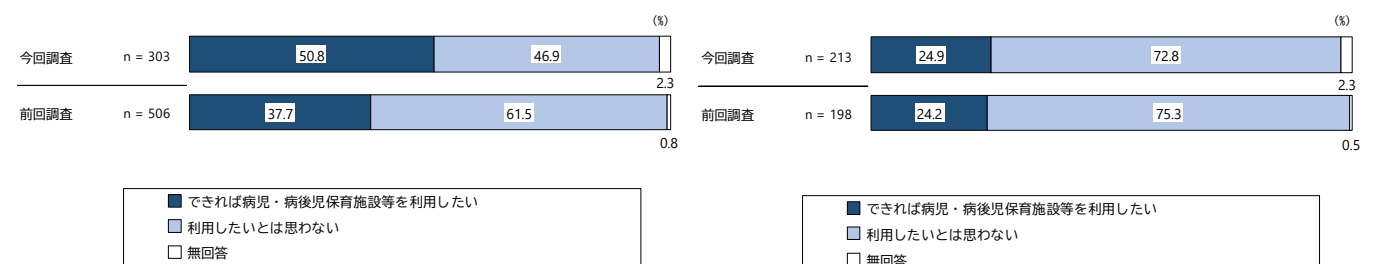 (%)
今回調査 n = 303 50.8 46.9
2.3
前回調査 n = 506 37.7 61.5
0.8
できれば病児・病後児保育施設等を利用したい
利用したいとは思わない
無回答
(%)
今回調査 n = 213 24.9 72.8
2.3
前回調査 n = 198 24.2 75.3
0.5
できれば病児・病後児保育施設等を利用したい
利用したいとは思わない
無回答